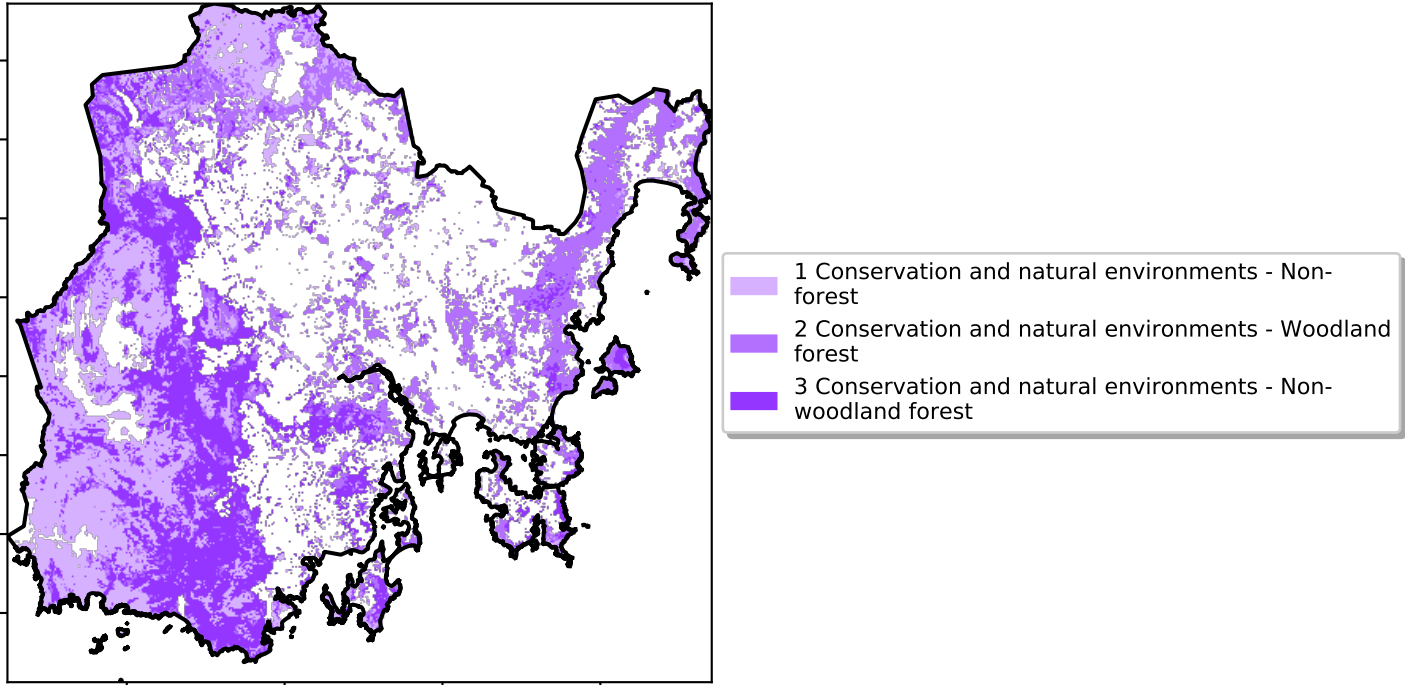 1 Conservation and natural environments - Non-
forest
2 Conservation and natural environments - Woodland
forest
3 Conservation and natural environments - Non-
woodland forest